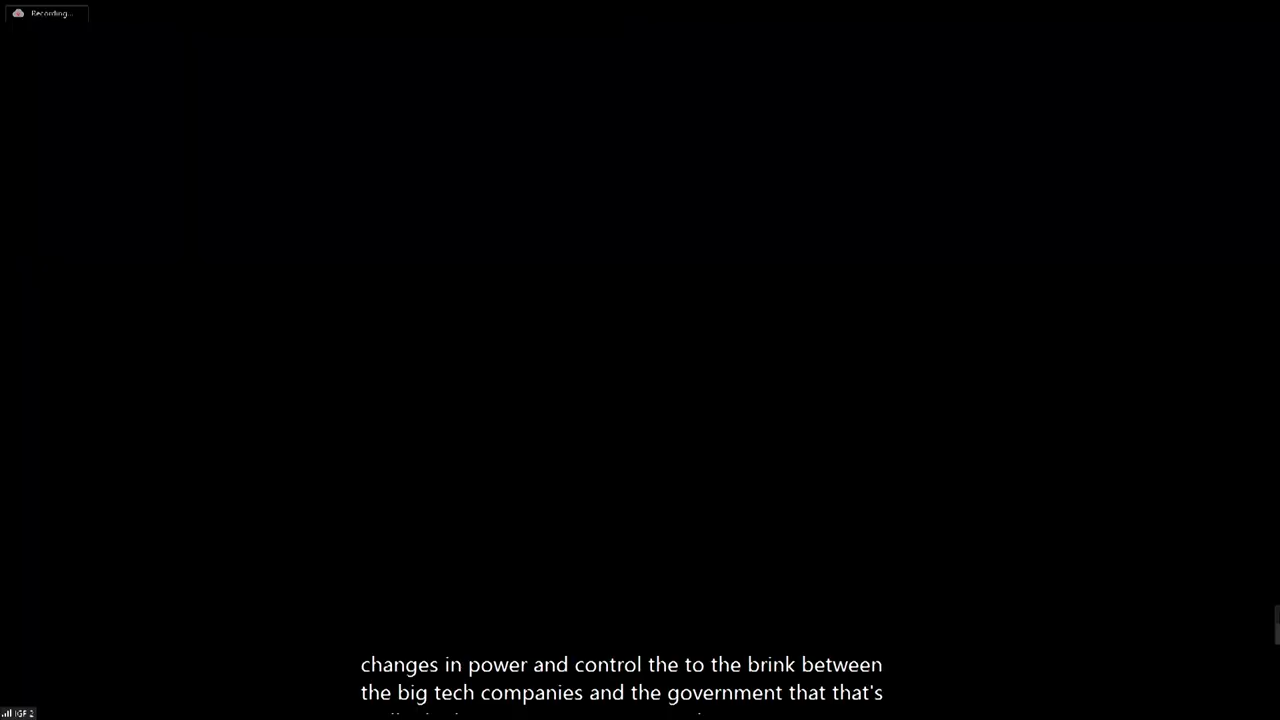 Recording...
changes in power and control the to the brink between
the big tech companies and the government that that's
IGF 2